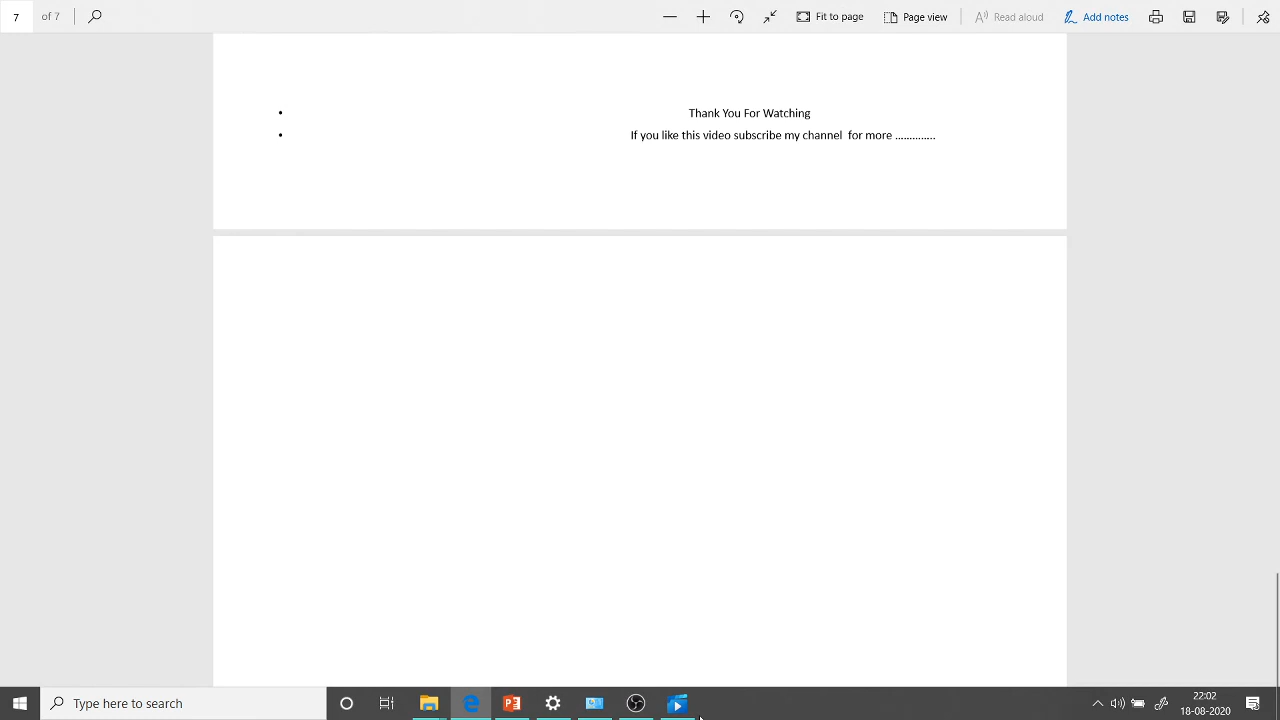 7 of 7 Fit to page Page view Read aloud Add notes
• Thank You For Watching
• If you like this video subscribe my channel for more .............
Type here to search
22:02
18-08-2020